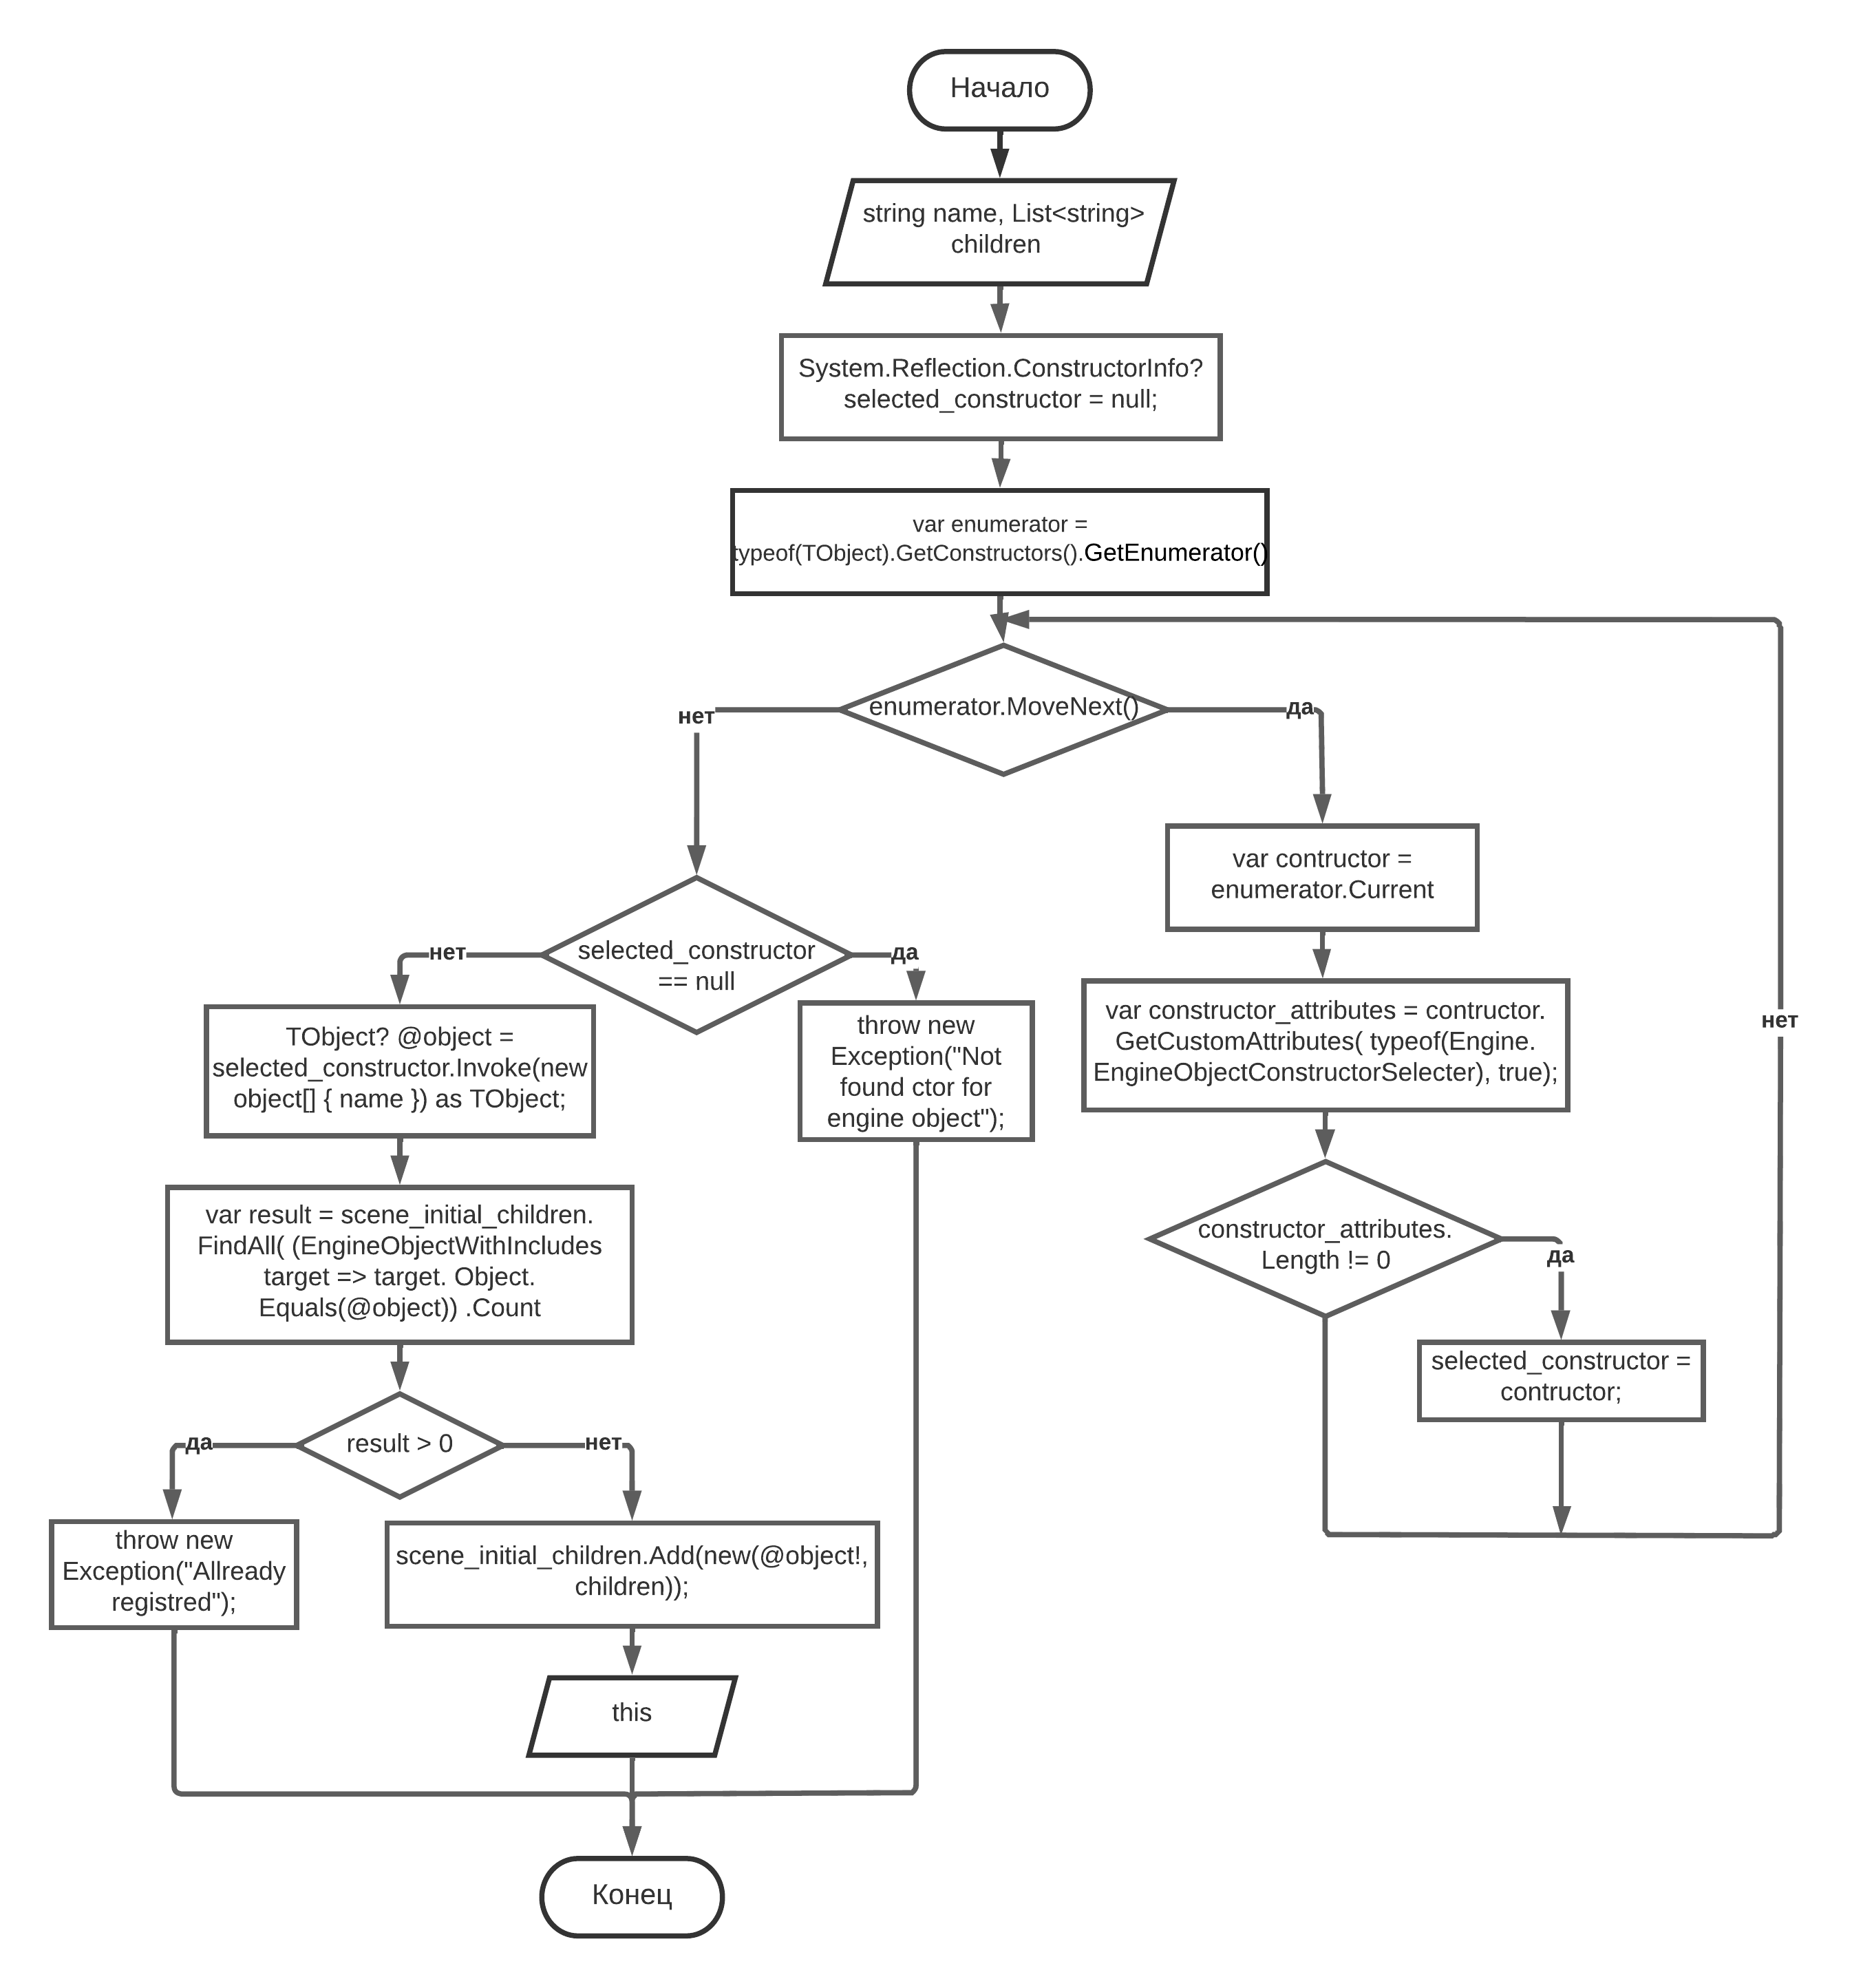 Начало
string name, List<string>
children
System.Reflection.ConstructorInfo?
selected_constructor = null;
var enumerator =
typeof(TObject).GetConstructors().GetEnumerator()
enumerator.MoveNext()
нет
да
var contructor =
enumerator.Current
selected_constructor
== null
нет
да
TObject? @object =
selected_constructor.Invoke(new
object[] { name }) as TObject;
throw new
Exception("Not
found ctor for
engine object");
var constructor_attributes = contructor.
GetCustomAttributes( typeof(Engine.
EngineObjectConstructorSelecter), true);
нет
var result = scene_initial_children.
FindAll( (EngineObjectWithIncludes
target => target. Object.
Equals(@object)) .Count
constructor_attributes.
Length != 0
да
selected_constructor =
contructor;
result > 0
да
нет
throw new
Exception("Allready
registred");
scene_initial_children.Add(new(@object!,
children));
this
Конец